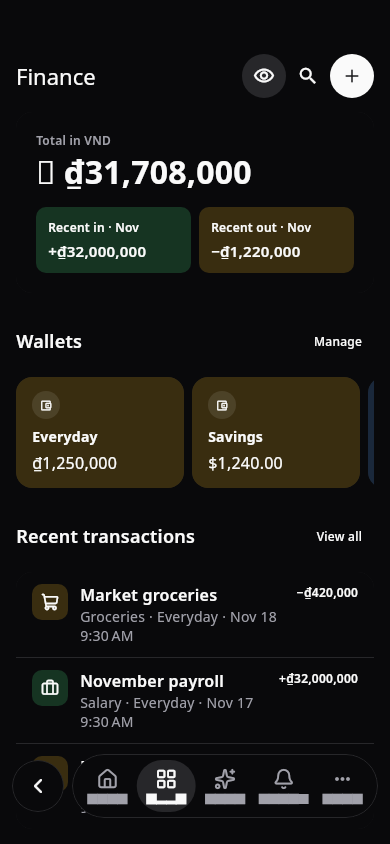 Finance
Total in VND
₫31,708,000
Recent in · Nov
+₫32,000,000
Recent out · Nov
−₫1,220,000
Wallets
Manage
Everyday
₫1,250,000
Savings
$1,240.00
Recent transactions
View all
Market groceries
−₫420,000
Groceries · Everyday · Nov 18
9:30 AM
November payroll
+₫32,000,000
Salary · Everyday · Nov 17
9:30 AM